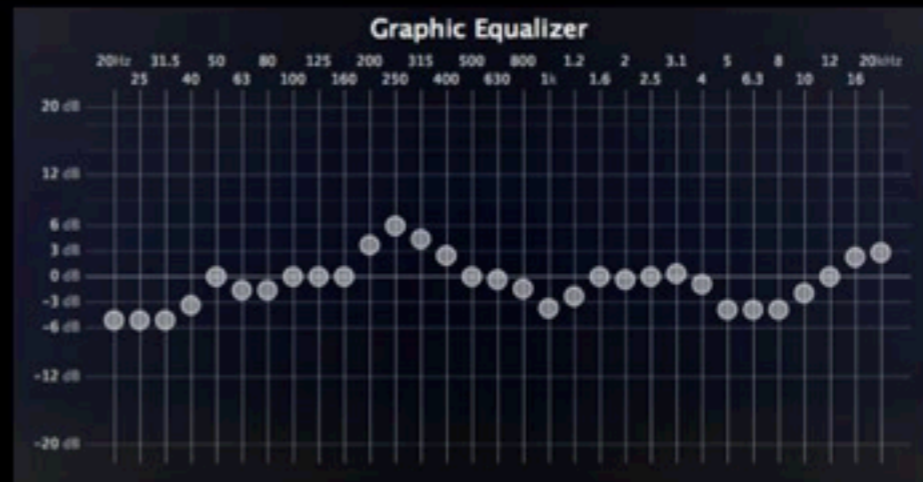 Graphic Equalizer
20Hz 31.5 50 80 125 200 315 500 800 1.2 2 3.1 5 8 12 20kHz
25 40 63 100 160 250 400 630 1k 1.6 2.5 4 6.3 10 16
20 dB
12 dB
6 dB
3 dB
0 dB
-3 dB
-6 dB
-12 dB
-20 dB